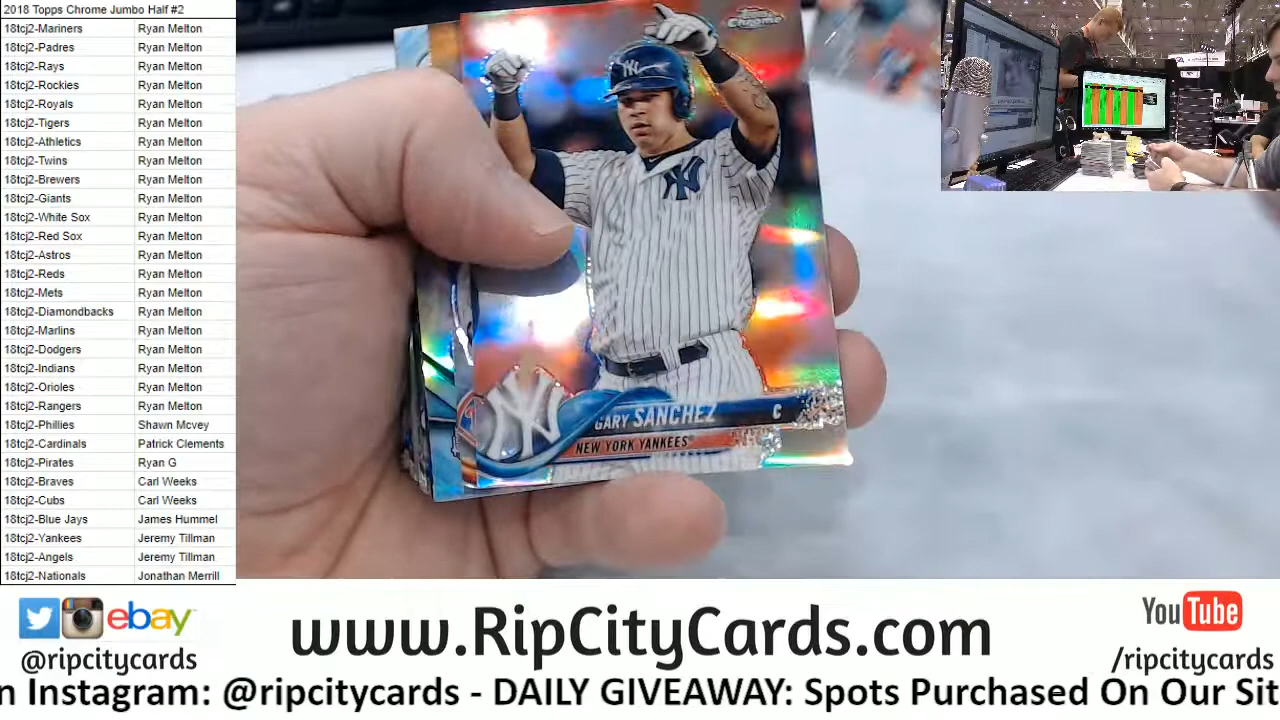 2018 Topps Chrome Jumbo Half #2
18tcj2-Mariners Ryan Melton
18tcj2-Padres Ryan Melton
18tcj2-Rays Ryan Melton
18tcj2-Rockies Ryan Melton
18tcj2-Royals Ryan Melton
18tcj2-Tigers Ryan Melton
18tcj2-Athletics Ryan Melton
18tcj2-Twins Ryan Melton
18tcj2-Brewers Ryan Melton
18tcj2-Giants Ryan Melton
18tcj2-White Sox Ryan Melton
18tcj2-Red Sox Ryan Melton
18tcj2-Astros Ryan Melton
18tcj2-Reds Ryan Melton
18tcj2-Mets Ryan Melton
18tcj2-Diamondbacks Ryan Melton
18tcj2-Marlins Ryan Melton
18tcj2-Dodgers Ryan Melton
18tcj2-Indians Ryan Melton
18tcj2-Orioles Ryan Melton
18tcj2-Rangers Ryan Melton
18tcj2-Phillies Shawn Mcvey
18tcj2-Cardinals Patrick Clements
18tcj2-Pirates Ryan G
18tcj2-Braves Carl Weeks
18tcj2-Cubs Carl Weeks
18tcj2-Blue Jays James Hummel
18tcj2-Yankees Jeremy Tillman
18tcj2-Angels Jeremy Tillman
18tcj2-Nationals Jonathan Merrill
Chrome
NY
NY
NY
GARY SANCHEZ C
NEW YORK YANKEES
ebay
@ripcitycards
www.RipCityCards.com
YouTube
/ripcitycards
n Instagram: @ripcitycards - DAILY GIVEAWAY: Spots Purchased On Our Sit